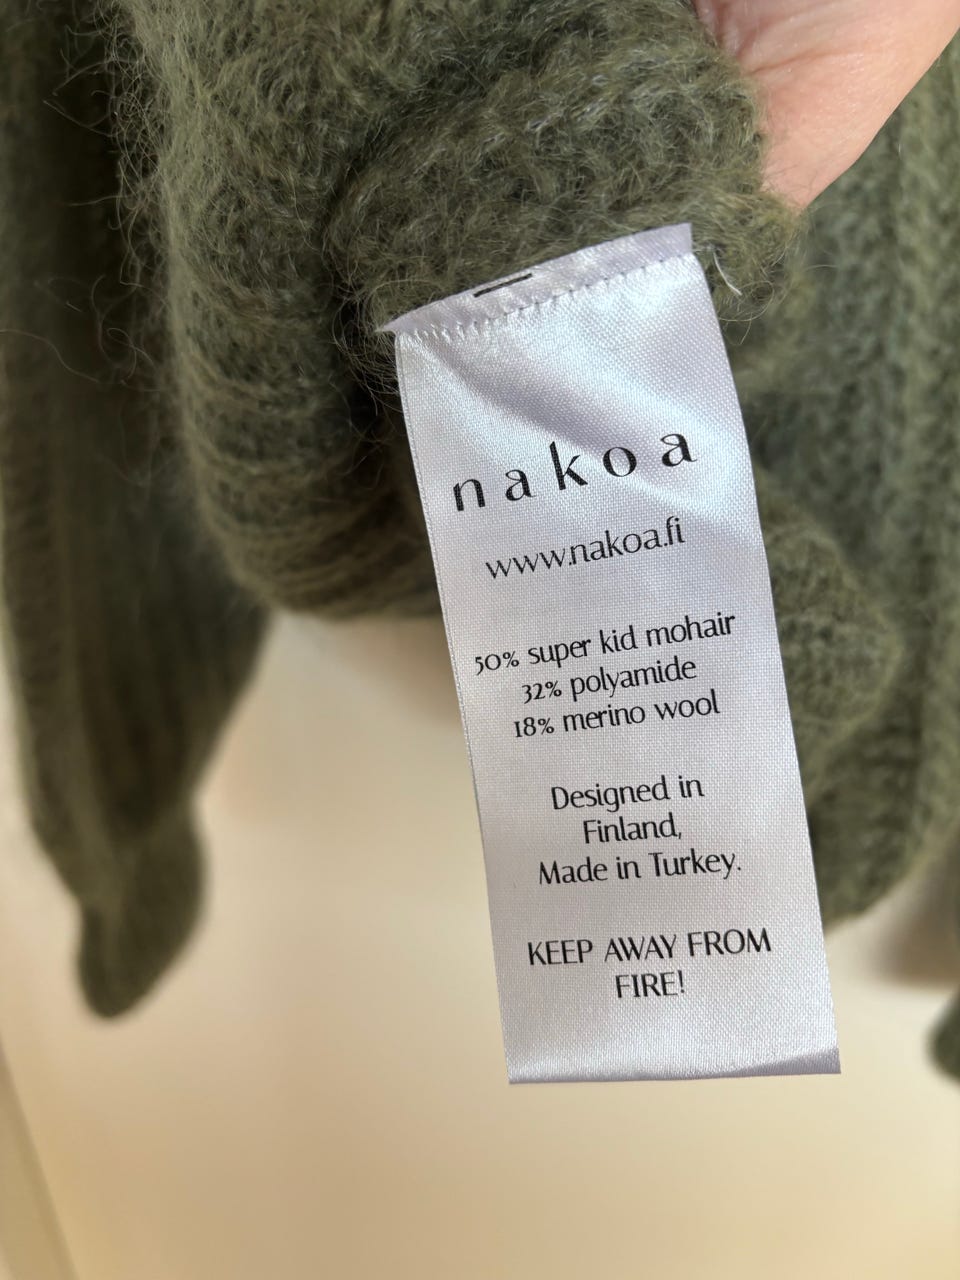 nakoa
www.nakoa.fi
50% super kid mohair
32% polyamide
18% merino wool
Designed in
Finland,
Made in Turkey.
KEEP AWAY FROM
FIRE!